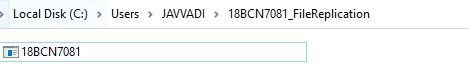 Local Disk (C:) > Users > JAVVADI > 18BCN7081_FileReplication
18BCN7081